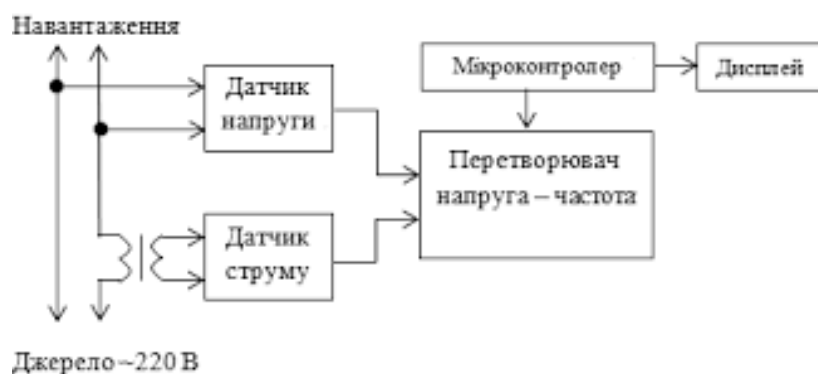 Навантаження
Датчик
напруги
Мікроконтролер
Дисплей
Перетворювач
напруга – частота
Датчик
струму
Джерело ~220 В